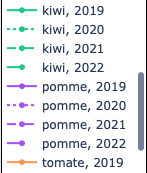 kiwi, 2019
kiwi, 2020
kiwi, 2021
kiwi, 2022
pomme, 2019
pomme, 2020
pomme, 2021
pomme, 2022
tomate, 2019